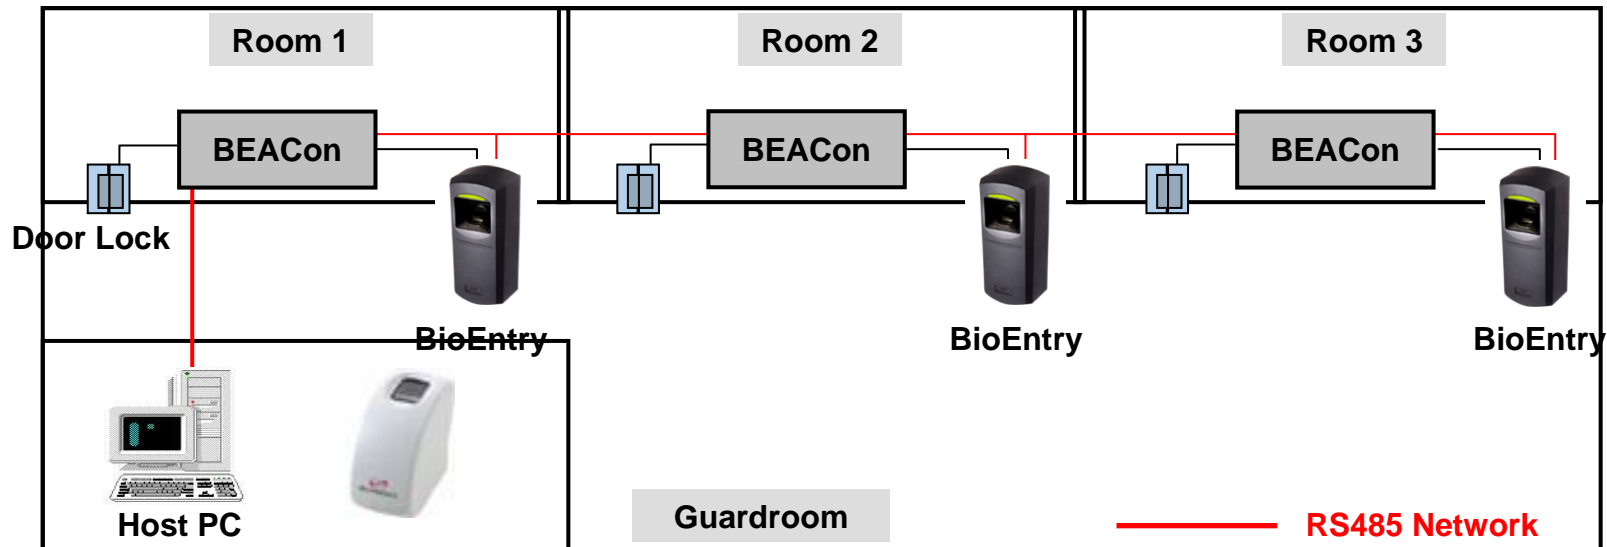 Room 1
Room 2
Room 3
BEACon
BEACon
BEACon
Door Lock
BioEntry
BioEntry
BioEntry
Host PC
Guardroom
RS485 Network